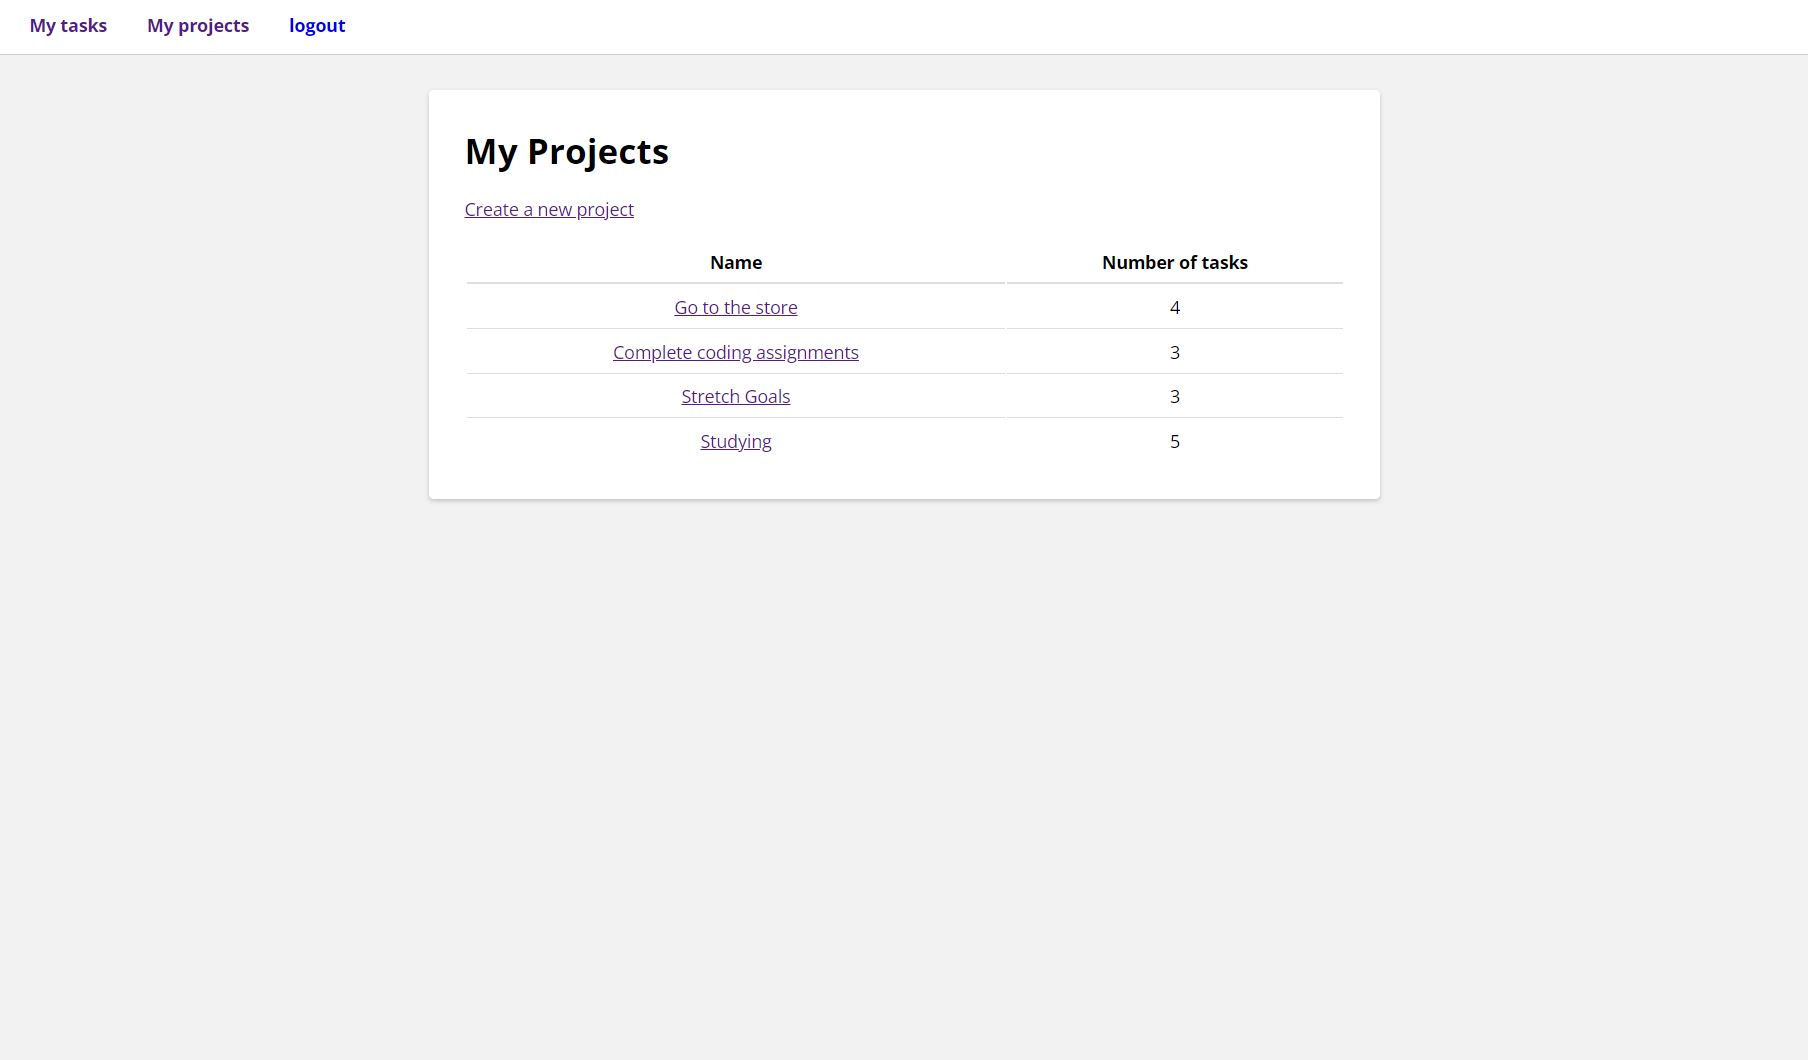 My tasks My projects logout
My Projects
Create a new project
Name Number of tasks
Go to the store 4
Complete coding assignments 3
Stretch Goals 3
Studying 5